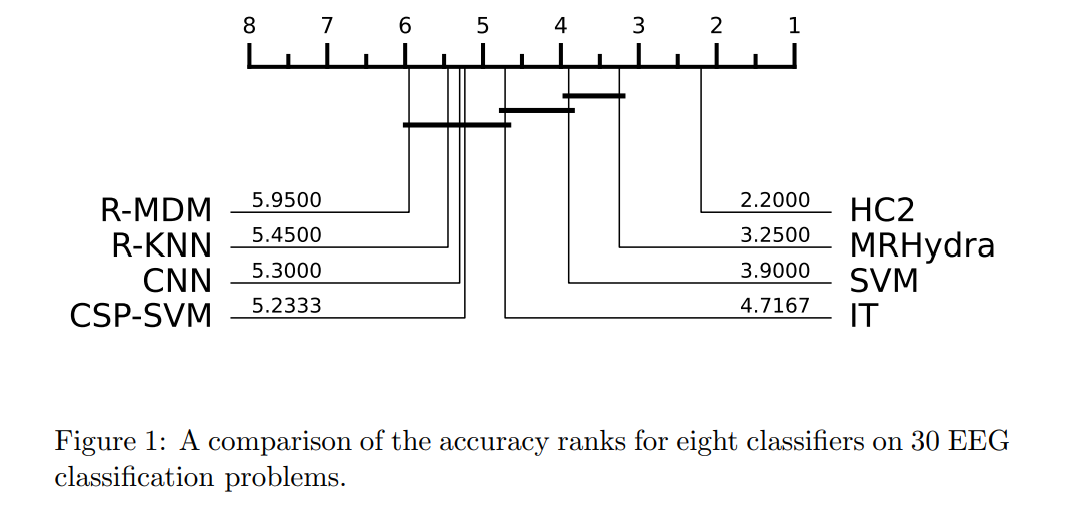 8 7 6 5 4 3 2 1
R-MDM 5.9500 2.2000 HC2
R-KNN 5.4500 3.2500 MRHydra
CNN 5.3000 3.9000 SVM
CSP-SVM 5.2333 4.7167 IT
Figure 1: A comparison of the accuracy ranks for eight classifiers on 30 EEG
classification problems.